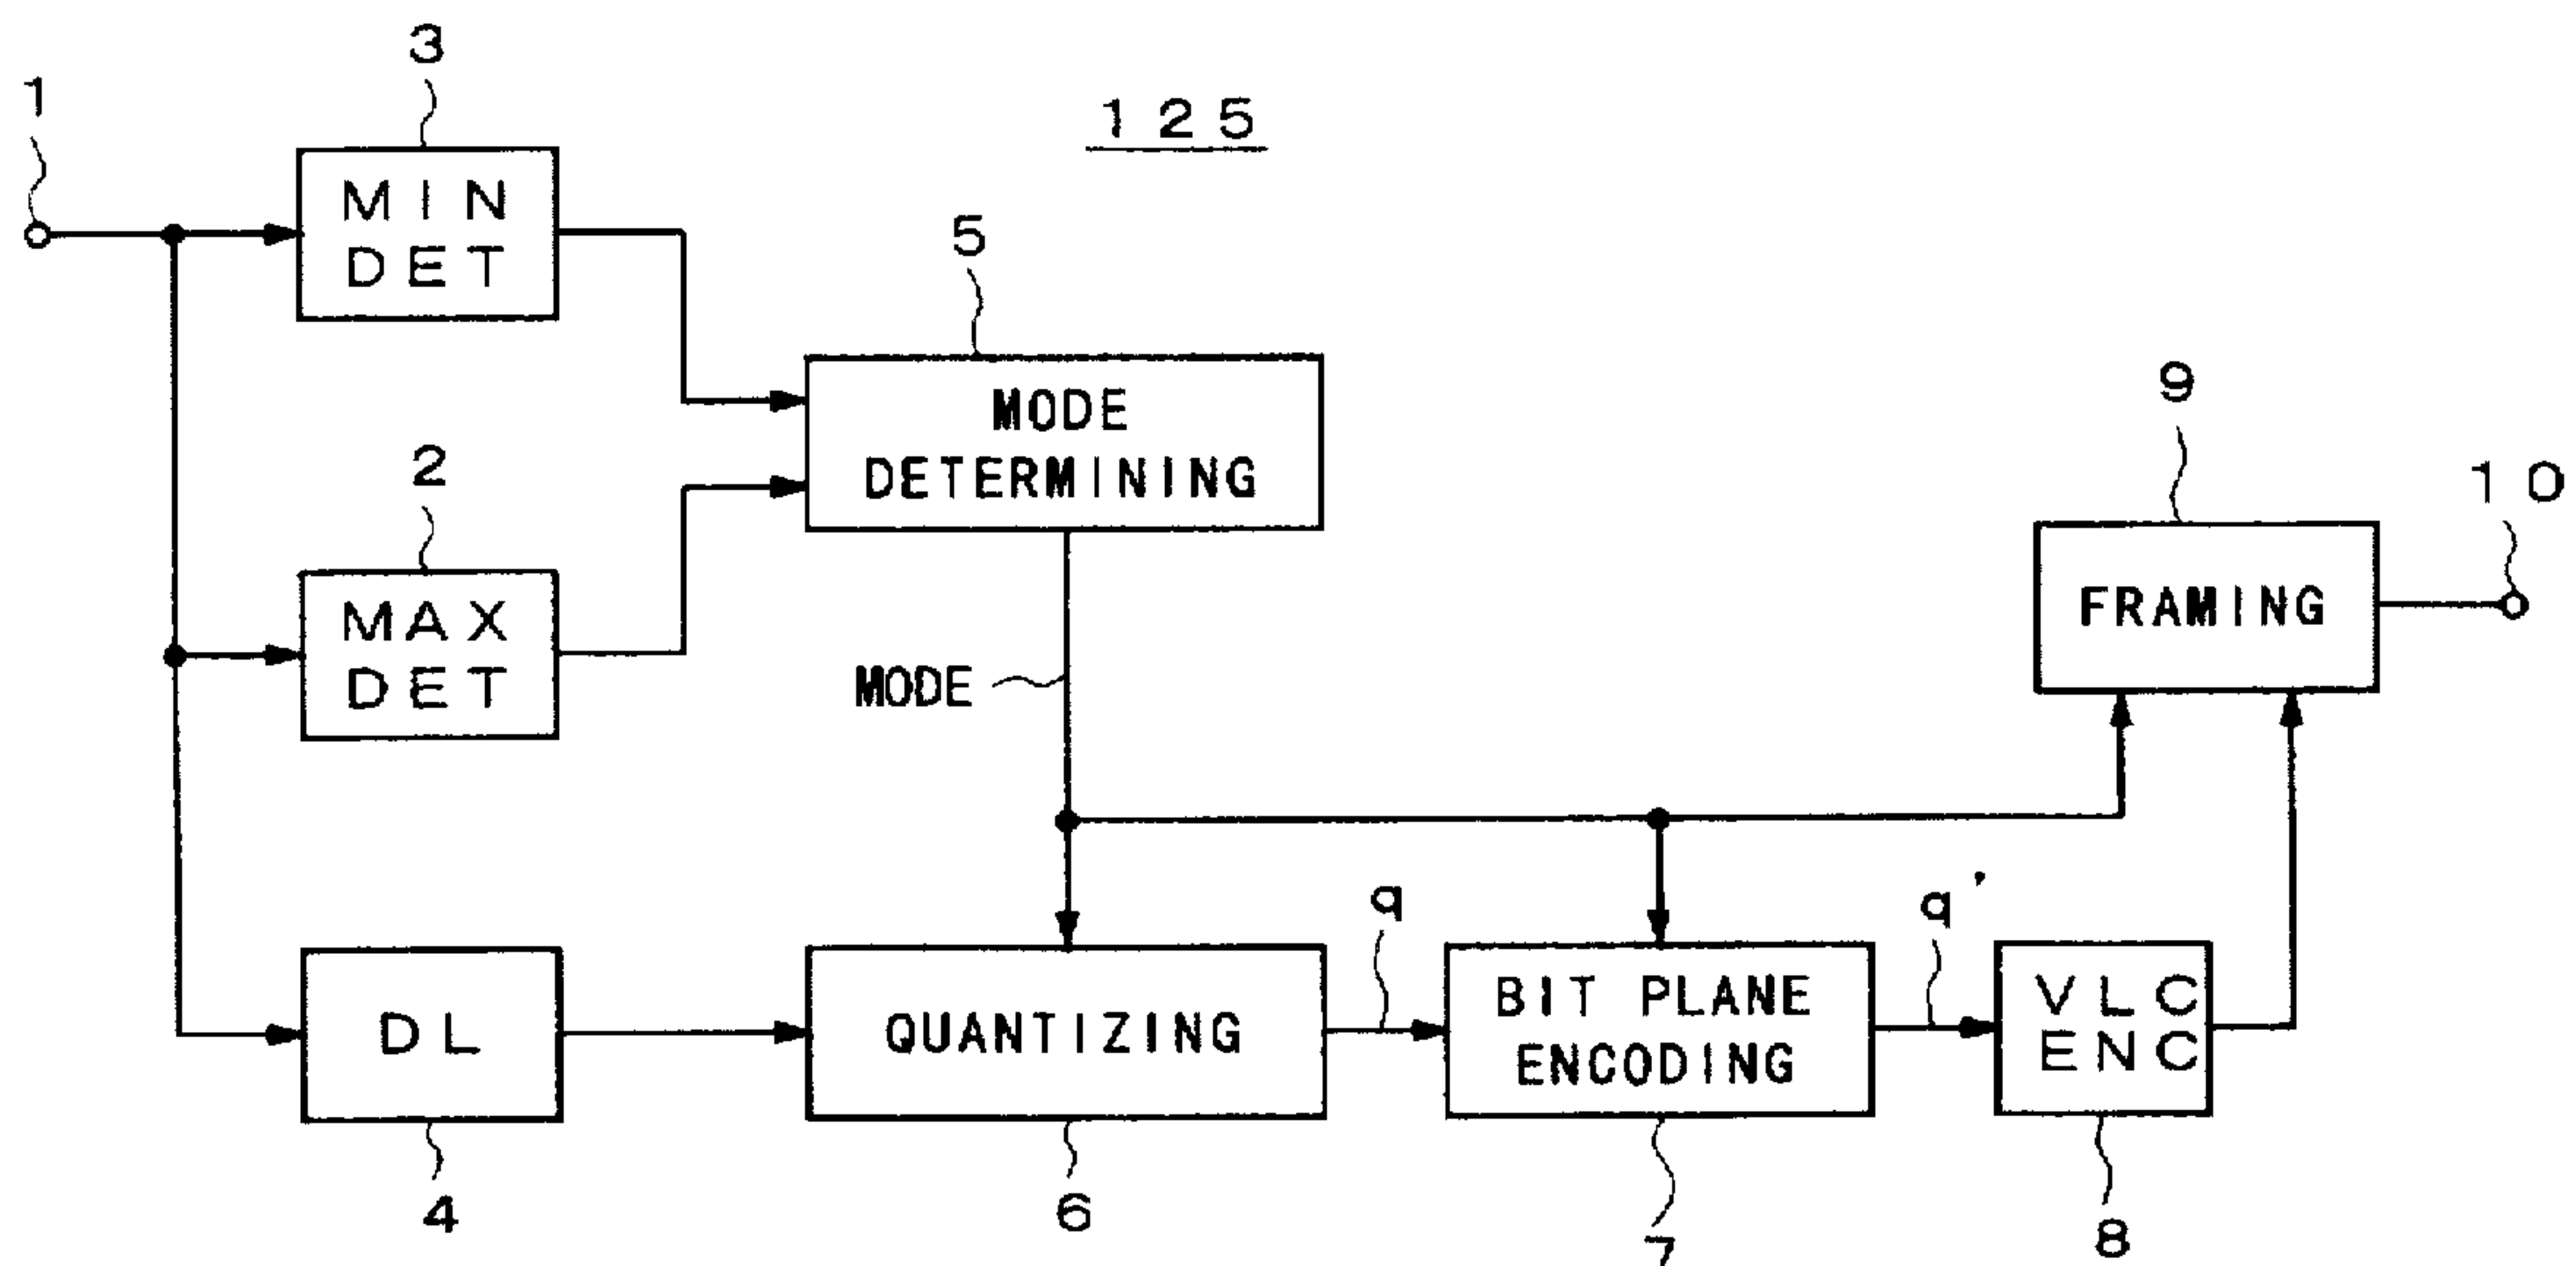 3
1
125
MIN
DET
5
MODE
DETERMINING
9
2
10
MAX
DET
FRAMING
MODE
q
q'
DL
QUANTIZING
BIT PLANE
ENCODING
VLC
ENC
4
6
7
8